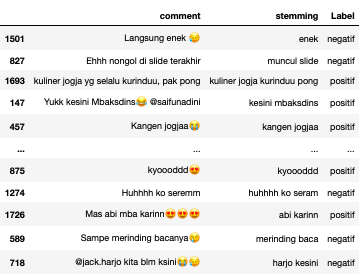 comment stemming Label
1501 Langsung enek 😢 enek negatif
827 Ehhh nongol di slide terakhir muncul slide negatif
1693 kuliner jogja yg selalu kurinduu, pak pong kuliner jogja kurinduu pong positif
147 Yukk kesini Mbaksdins😂 @saifunadini kesini mbaksdins positif
457 Kangen jogjaa😭 kangen jogjaa positif
... ... ... ...
875 kyoooddd😍 kyoooddd positif
1274 Huhhhh ko seremm huhhhh ko seram negatif
1726 Mas abi mba karinn😍😍😍 abi karinn positif
589 Sampe merinding bacanya😢 merinding baca negatif
718 @jack.harjo kita blm ksini😭😢 harjo kesini negatif